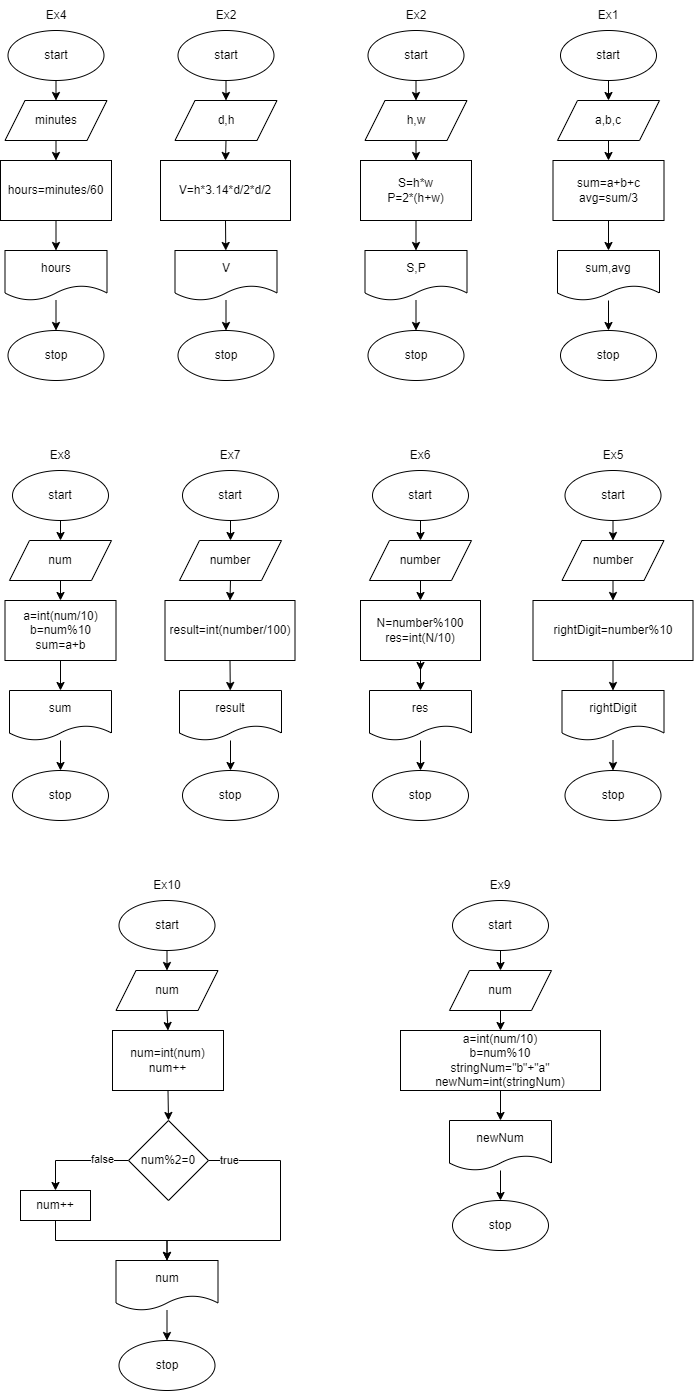 Ex4
start
minutes
hours=minutes/60
hours
stop
Ex2
start
d,h
V=h*3.14*d/2*d/2
V
stop
Ex2
start
h,w
S=h*w
P=2*(h+w)
S,P
stop
Ex1
start
a,b,c
sum=a+b+c
avg=sum/3
sum,avg
stop
Ex8
start
num
a=int(num/10)
b=num%10
sum=a+b
sum
stop
Ex7
start
number
result=int(number/100)
result
stop
Ex6
start
number
N=number%100
res=int(N/10)
res
stop
Ex5
start
number
rightDigit=number%10
rightDigit
stop
Ex10
start
num
num=int(num)
num++
num%2=0
false
true
num++
num
stop
Ex9
start
num
a=int(num/10)
b=num%10
stringNum="b"+"a"
newNum=int(stringNum)
newNum
stop